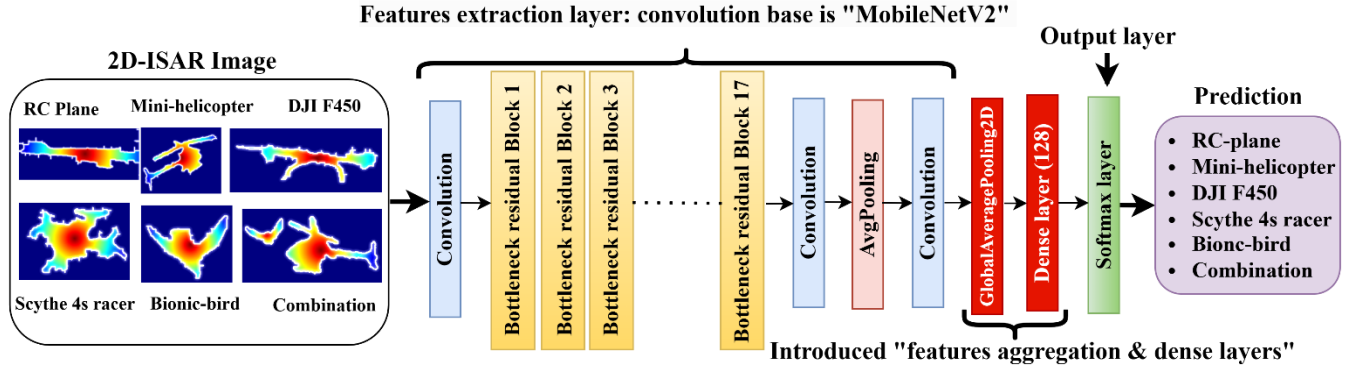 Features extraction layer: convolution base is "MobileNetV2"
2D-ISAR Image
RC Plane
Mini-helicopter
DJI F450
Scythe 4s racer
Bionic-bird
Combination
Convolution
Bottleneck residual Block 1
Bottleneck residual Block 2
Bottleneck residual Block 3
Bottleneck residual Block 17
Convolution
AvgPooling
Convolution
GlobalAveragePooling2D
Dense layer (128)
Introduced "features aggregation & dense layers"
Output layer
Softmax layer
Prediction
• RC-plane
• Mini-helicopter
• DJI F450
• Scythe 4s racer
• Bionc-bird
• Combination